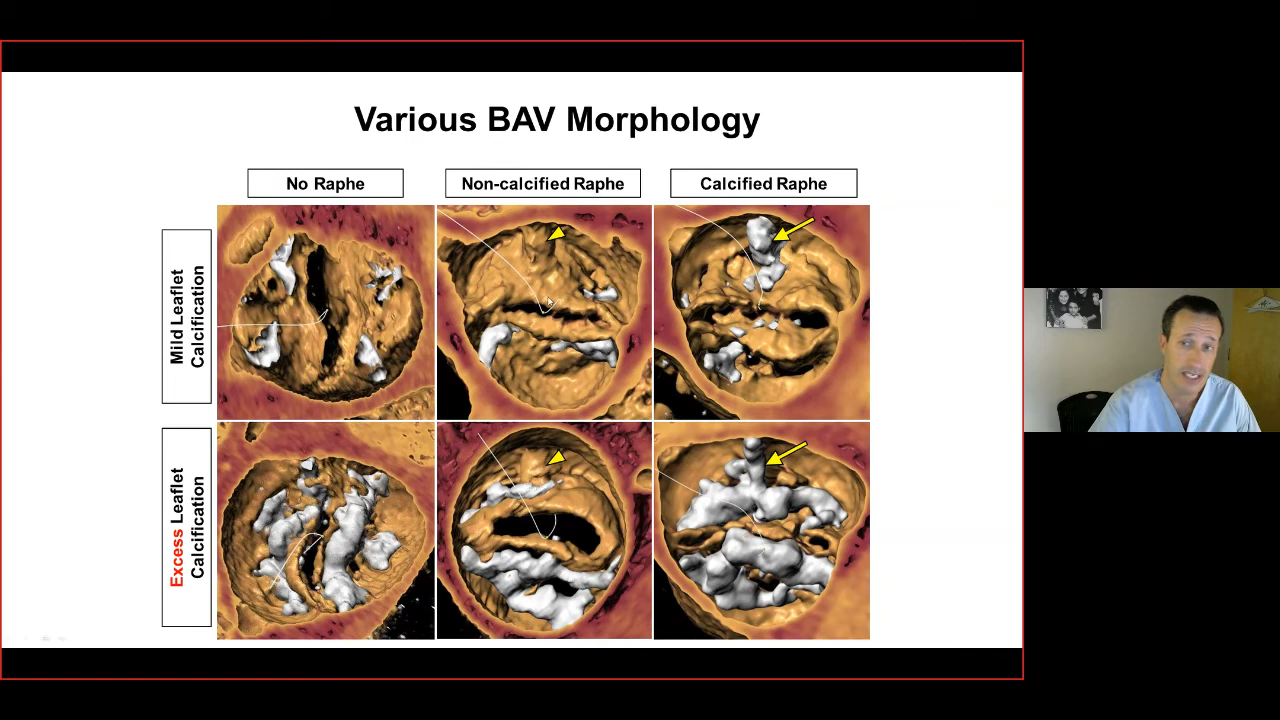 Various BAV Morphology
No Raphe
Non-calcified Raphe
Calcified Raphe
Mild Leaflet
Calcification
Excess Leaflet
Calcification